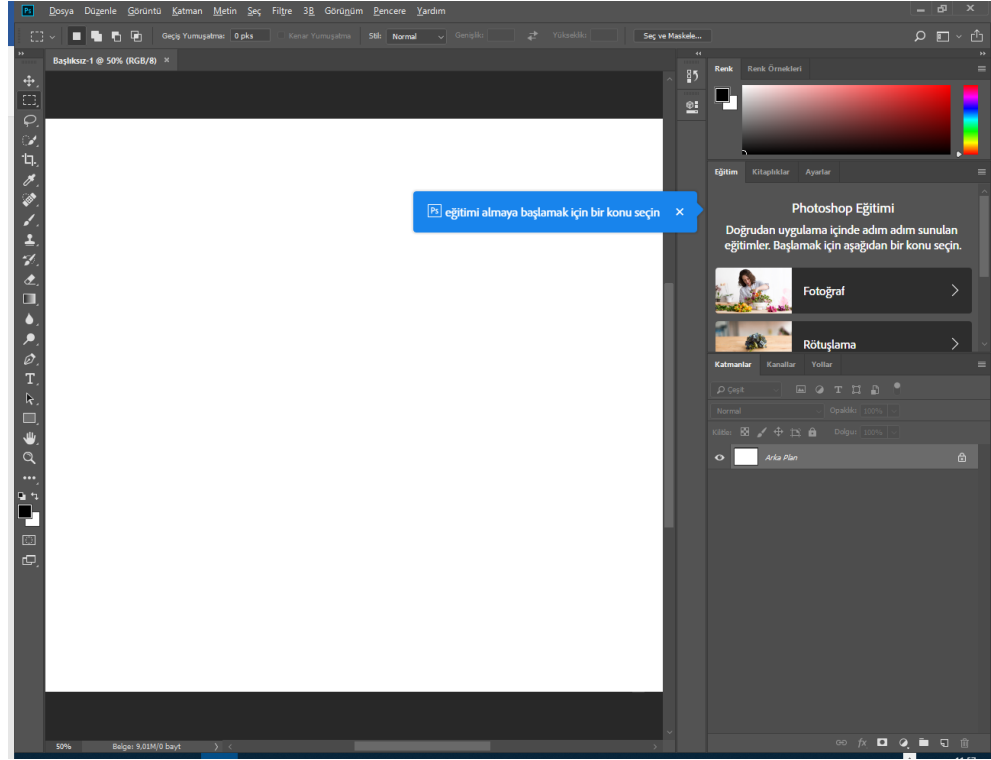 Ps Dosya Düzenle Görüntü Katman Metin Seç Filtre 3B Görünüm Pencere Yardım
Geçiş Yumuşatma: 0 pks Kenar Yumuşatma Stil: Normal Genişlik: Yükseklik: Seç ve Maskele...
Başlıksız-1 @ 50% (RGB/8) ×
Renk Renk Örnekleri
Eğitim Kitaplıklar Ayarlar
Ps eğitimi almaya başlamak için bir konu seçin
Photoshop Eğitimi
Doğrudan uygulama içinde adım adım sunulan
eğitimler. Başlamak için aşağıdan bir konu seçin.
Fotoğraf
Rötuşlama
Katmanlar Kanallar Yollar
Çeşit
Normal Opaklık: 100%
Kilitle: Dolgu: 100%
Arka Plan
50% Belge: 9,01M/0 bayt